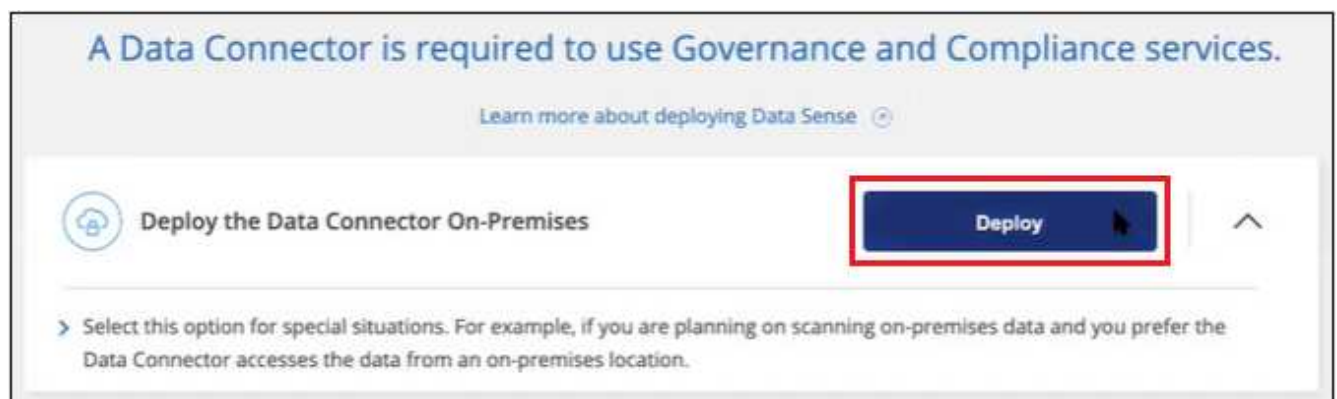 A Data Connector is required to use Governance and Compliance services.
Learn more about deploying Data Sense
Deploy the Data Connector On-Premises
Deploy
Select this option for special situations. For example, if you are planning on scanning on-premises data and you prefer the
Data Connector accesses the data from an on-premises location.